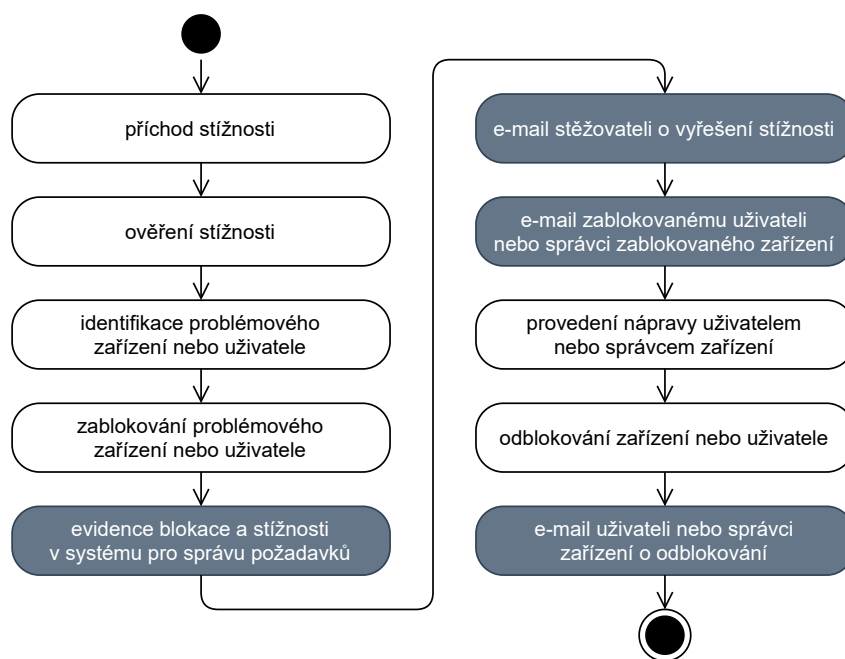 příchod stížnosti
ověření stížnosti
identifikace problémového
zařízení nebo uživatele
zablokování problémového
zařízení nebo uživatele
evidence blokace a stížnosti
v systému pro správu požadavků
e-mail stěžovateli o vyřešení stížnosti
e-mail zablokovanému uživateli
nebo správci zablokovaného zařízení
provedení nápravy uživatelem
nebo správcem zařízení
odblokování zařízení nebo uživatele
e-mail uživateli nebo správci
zařízení o odblokování